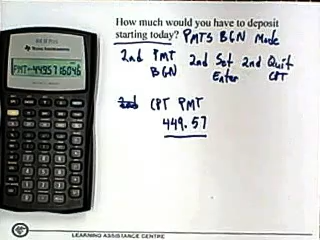 How much would you have to deposit
starting today? PMTS BGN Mode
2nd PMT 2nd Set 2nd Quit
BGN Enter CPT
2nd CPT PMT
449.57
PMT=-449.5716046
Texas Instruments
LEARNING ASSISTANCE CENTRE